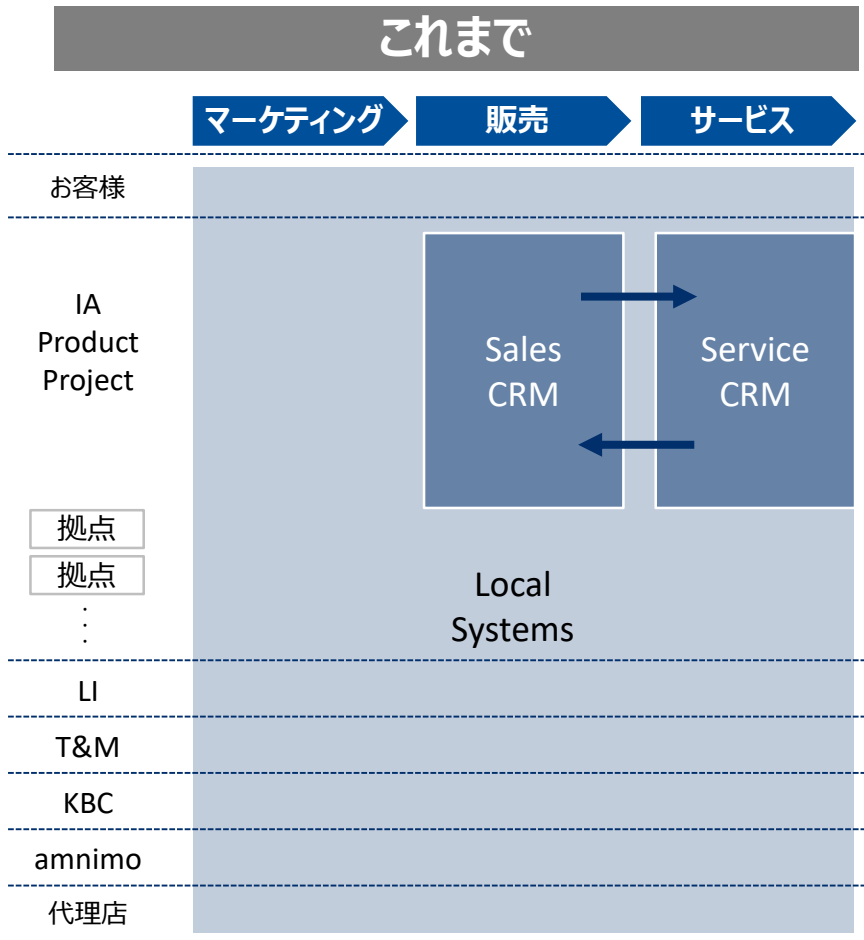 これまで
マーケティング
販売
サービス
お客様
IA
Product
Project
Sales
CRM
Service
CRM
拠点
拠点
・・・
Local
Systems
LI
T&M
KBC
amnimo
代理店